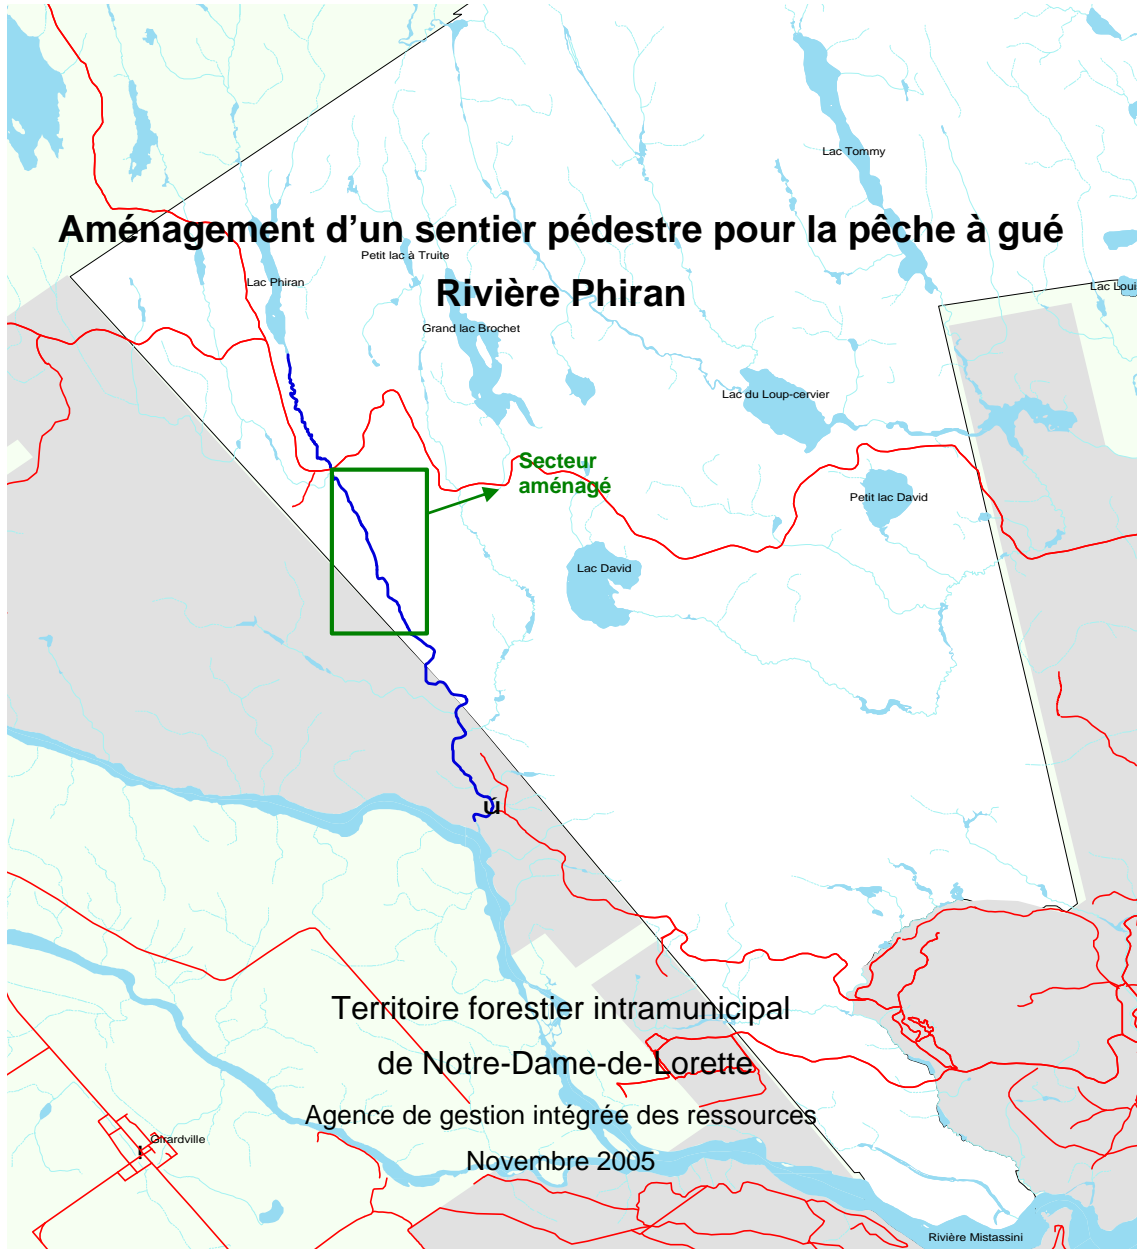 Lac Tommy
Aménagement d'un sentier pédestre pour la pêche à gué
Petit lac à Truite
Lac Phiran
Rivière Phiran
Lac Loui
Grand lac Brochet
Lac du Loup-cervier
Secteur
aménagé
Petit lac David
Lac David
ú
Territoire forestier intramunicipal
de Notre-Dame-de-Lorette
Agence de gestion intégrée des ressources
Girardville
!
Novembre 2005
Rivière Mistassini